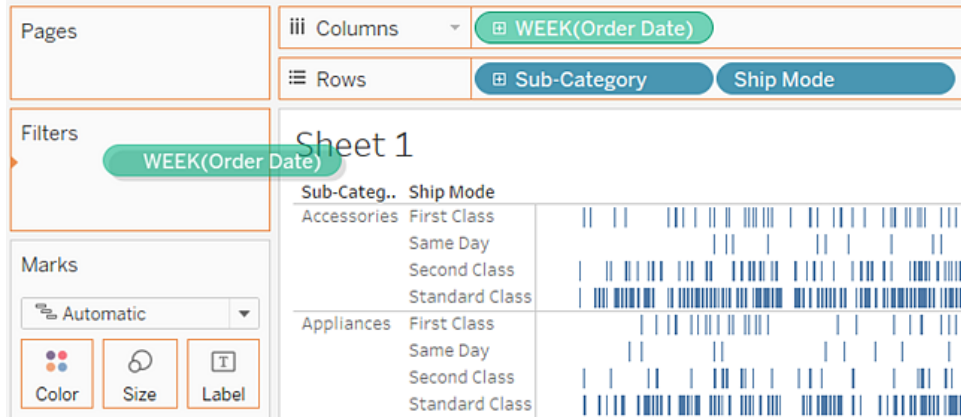 Pages
Columns WEEK(Order Date)
Rows Sub-Category Ship Mode
Filters
WEEK(Order Date)
Sheet 1
Sub-Categ.. Ship Mode
Accessories First Class
Same Day
Second Class
Standard Class
Appliances First Class
Same Day
Second Class
Standard Class
Marks
Automatic
Color Size T Label